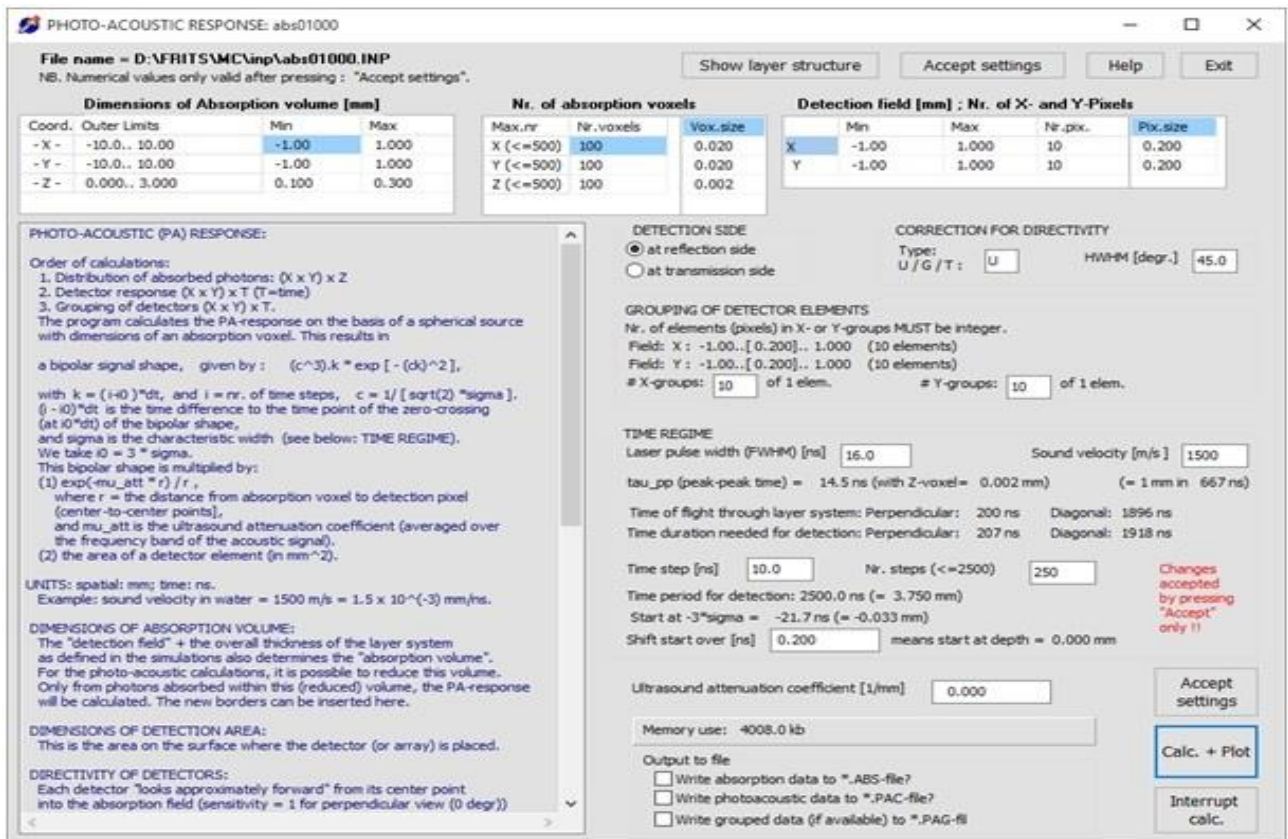 PHOTO-ACOUSTIC RESPONSE: abs01000
File name = D:\FRITS\MC\inp\abs01000.INP
NB. Numerical values only valid after pressing : "Accept settings".
Show layer structure
Accept settings
Help
Exit
Dimensions of Absorption volume [mm]
Coord. Outer Limits Min Max
- X - -10.0.. 10.00 -1.00 1.000
- Y - -10.0.. 10.00 -1.00 1.000
- Z - 0.000.. 3.000 0.100 0.300
Nr. of absorption voxels
Max.nr Nr.voxels Vox.size
X (<=500) 100 0.020
Y (<=500) 100 0.020
Z (<=500) 100 0.002
Detection field [mm] ; Nr. of X- and Y-Pixels
Min Max Nr.pix. Pix.size
X -1.00 1.000 10 0.200
Y -1.00 1.000 10 0.200
PHOTO-ACOUSTIC (PA) RESPONSE:
Order of calculations:
1. Distribution of absorbed photons: (X x Y) x Z
2. Detector response (X x Y) x T (T=time)
3. Grouping of detectors (X x Y) x T.
The program calculates the PA-response on the basis of a spherical source
with dimensions of an absorption voxel. This results in
a bipolar signal shape, given by : (c^3).k * exp [ - (ck)^2 ],
with k = (i-i0 )*dt, and i = nr. of time steps, c = 1/ [ sqrt(2) *sigma ].
(i - i0)*dt is the time difference to the time point of the zero-crossing
(at i0*dt) of the bipolar shape,
and sigma is the characteristic width (see below: TIME REGIME).
We take i0 = 3 * sigma.
This bipolar shape is multiplied by:
(1) exp(-mu_att * r) / r ,
where r = the distance from absorption voxel to detection pixel
(center-to-center points],
and mu_att is the ultrasound attenuation coefficient (averaged over
the frequency band of the acoustic signal).
(2) the area of a detector element (in mm^2).
UNITS: spatial: mm; time: ns.
Example: sound velocity in water = 1500 m/s = 1.5 x 10^(-3) mm/ns.
DIMENSIONS OF ABSORPTION VOLUME:
The "detection field" + the overall thickness of the layer system
as defined in the simulations also determines the "absorption volume".
For the photo-acoustic calculations, it is possible to reduce this volume.
Only from photons absorbed within this (reduced) volume, the PA-response
will be calculated. The new borders can be inserted here.
DIMENSIONS OF DETECTION AREA:
This is the area on the surface where the detector (or array) is placed.
DIRECTIVITY OF DETECTORS:
Each detector "looks approximately forward" from its center point
into the absorption field (sensitivity = 1 for perpendicular view (0 degr))
DETECTION SIDE
at reflection side
at transmission side
CORRECTION FOR DIRECTIVITY
Type:
U / G / T : U HWHM [degr.] 45.0
GROUPING OF DETECTOR ELEMENTS
Nr. of elements (pixels) in X- or Y-groups MUST be integer.
Field: X : -1.00..[ 0.200].. 1.000 (10 elements)
Field: Y : -1.00..[ 0.200].. 1.000 (10 elements)
# X-groups: 10 of 1 elem. # Y-groups: 10 of 1 elem.
TIME REGIME
Laser pulse width (FWHM) [ns] 16.0 Sound velocity [m/s ] 1500
tau_pp (peak-peak time) = 14.5 ns (with Z-voxel= 0.002 mm) (= 1 mm in 667 ns)
Time of flight through layer system: Perpendicular: 200 ns Diagonal: 1896 ns
Time duration needed for detection: Perpendicular: 207 ns Diagonal: 1918 ns
Time step [ns] 10.0 Nr. steps (<=2500) 250
Time period for detection: 2500.0 ns (= 3.750 mm)
Start at -3*sigma = -21.7 ns (= -0.033 mm)
Shift start over [ns] 0.200 means start at depth = 0.000 mm
Changes
accepted
by pressing
"Accept"
only !!
Ultrasound attenuation coefficient [1/mm] 0.000
Memory use: 4008.0 kb
Output to file
Write absorption data to *.ABS-file?
Write photoacoustic data to *.PAC-file?
Write grouped data (if available) to *.PAG-fil
Accept
settings
Calc. + Plot
Interrupt
calc.